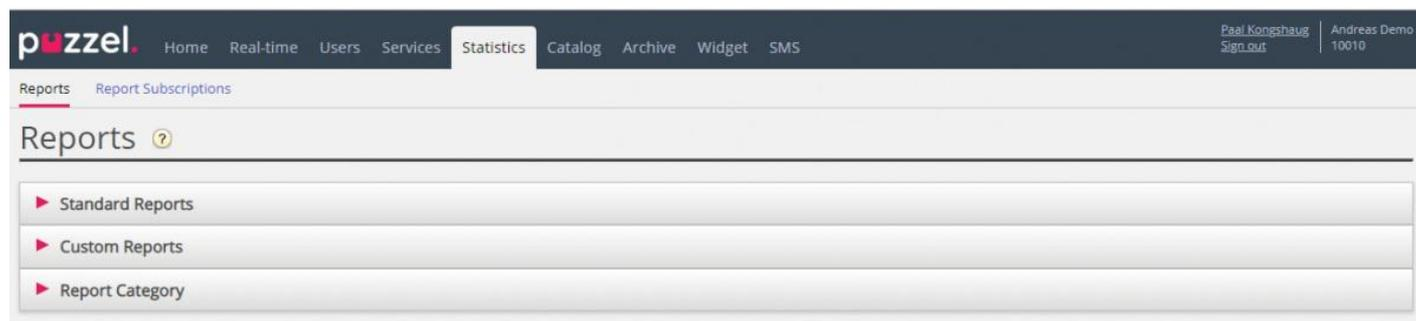 puzzel. Home Real-time Users Services Statistics Catalog Archive Widget SMS Paal Kongshaug Andreas Demo
Sign out 10010
Reports Report Subscriptions
Reports ?
Standard Reports
Custom Reports
Report Category